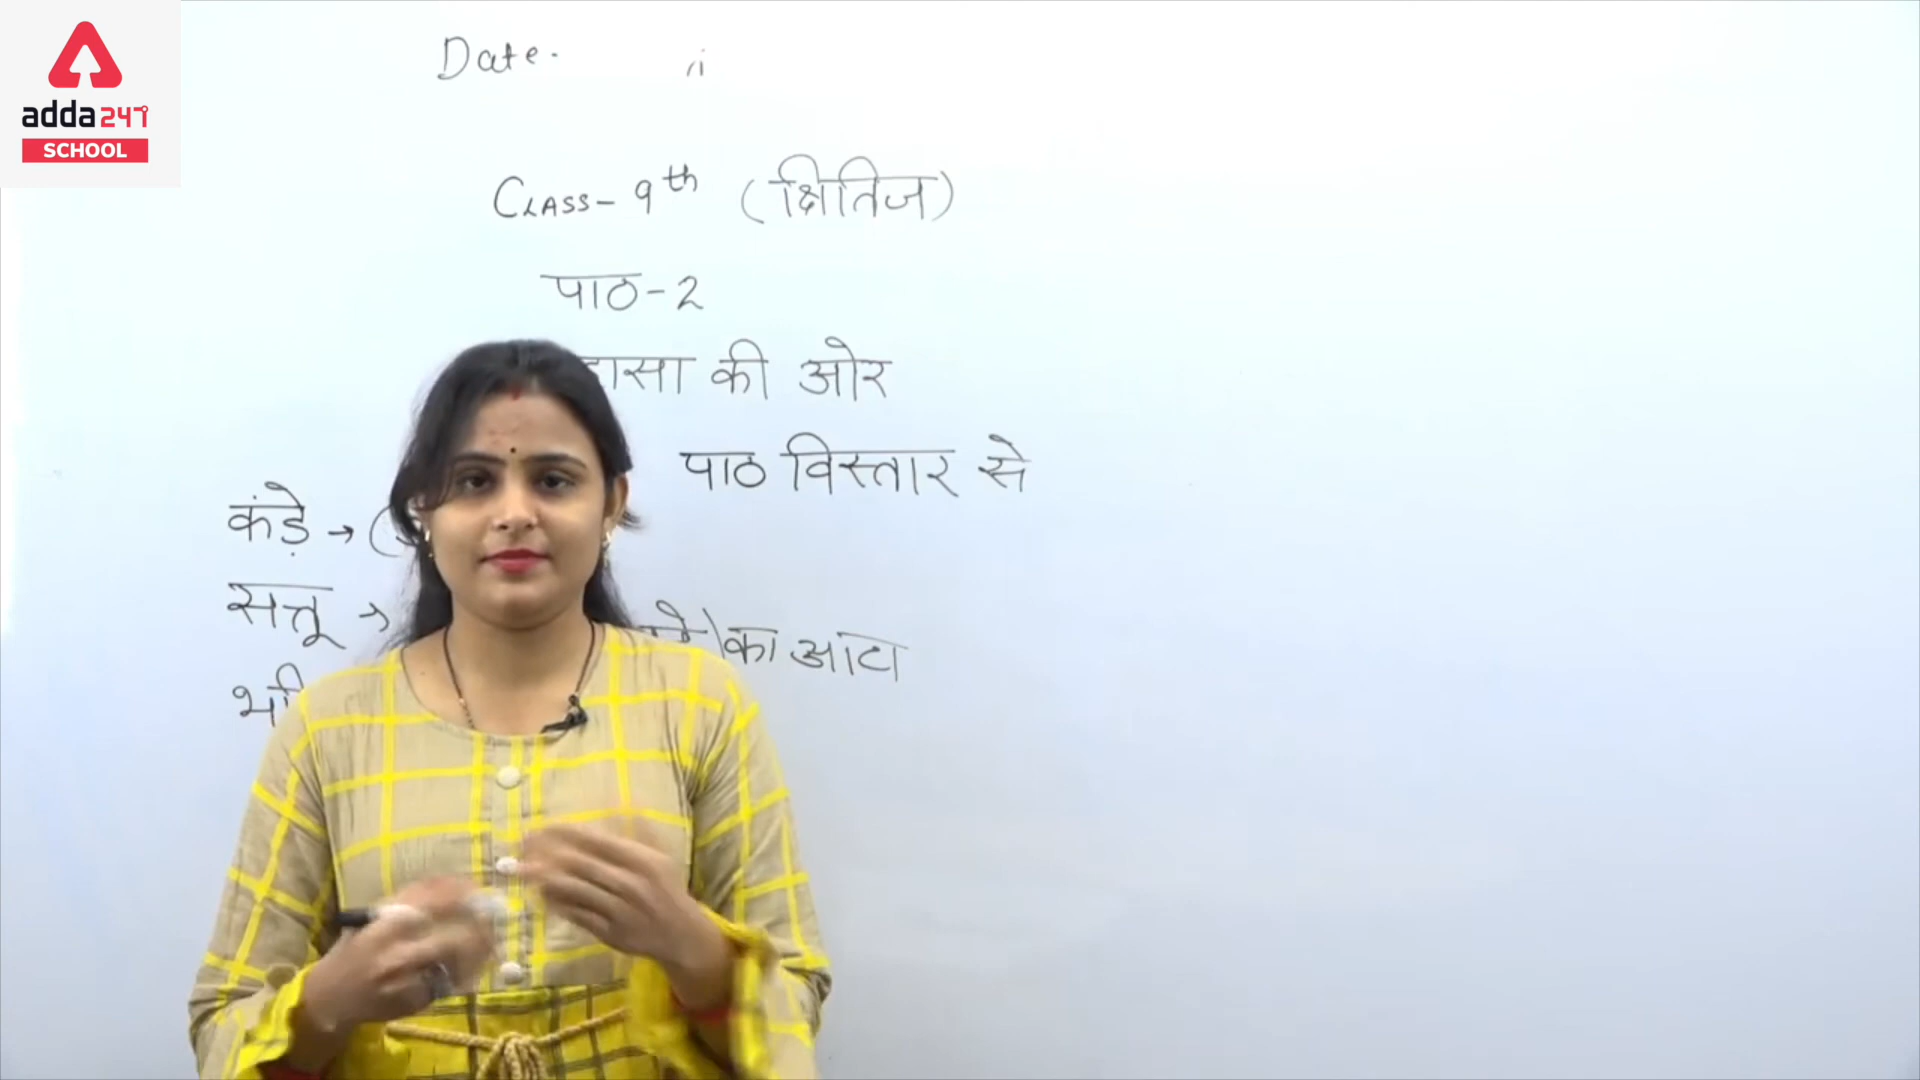 adda247
SCHOOL
Date.
CLASS-9th (क्षितिज)
पाठ-2
की ओर
पाठ विस्तार से
कंडे →
सत्तू → का आटा